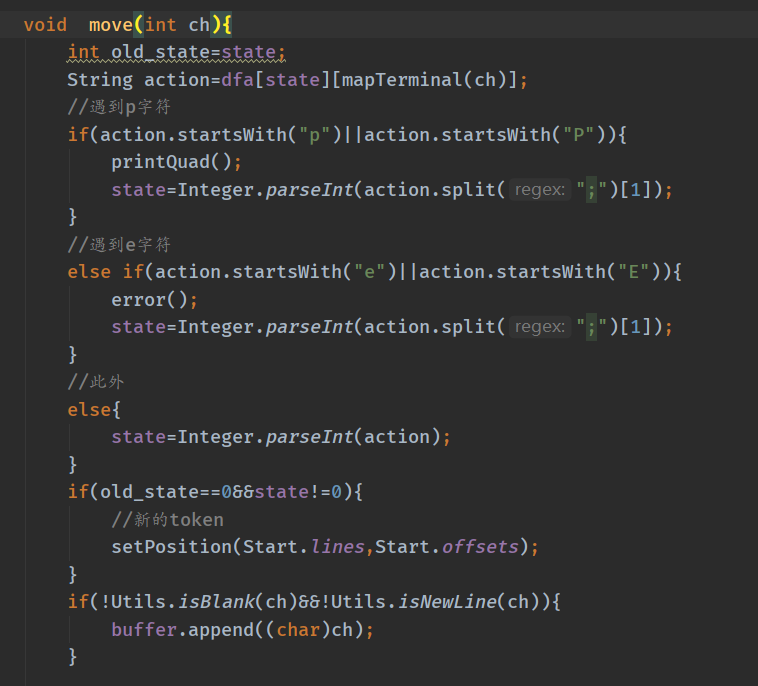 void  move(int ch){
int old_state=state;
String action=dfa[state][mapTerminal(ch)];
//遇到p字符
if(action.startsWith("p")||action.startsWith("P")){
printQuad();
state=Integer.parseInt(action.split( regex: ";")[1]);
}
//遇到e字符
else if(action.startsWith("e")||action.startsWith("E")){
error();
state=Integer.parseInt(action.split( regex: ";")[1]);
}
//此外
else{
state=Integer.parseInt(action);
}
if(old_state==0&&state!=0){
//新的token
setPosition(Start.lines,Start.offsets);
}
if(!Utils.isBlank(ch)&&!Utils.isNewLine(ch)){
buffer.append((char)ch);
}